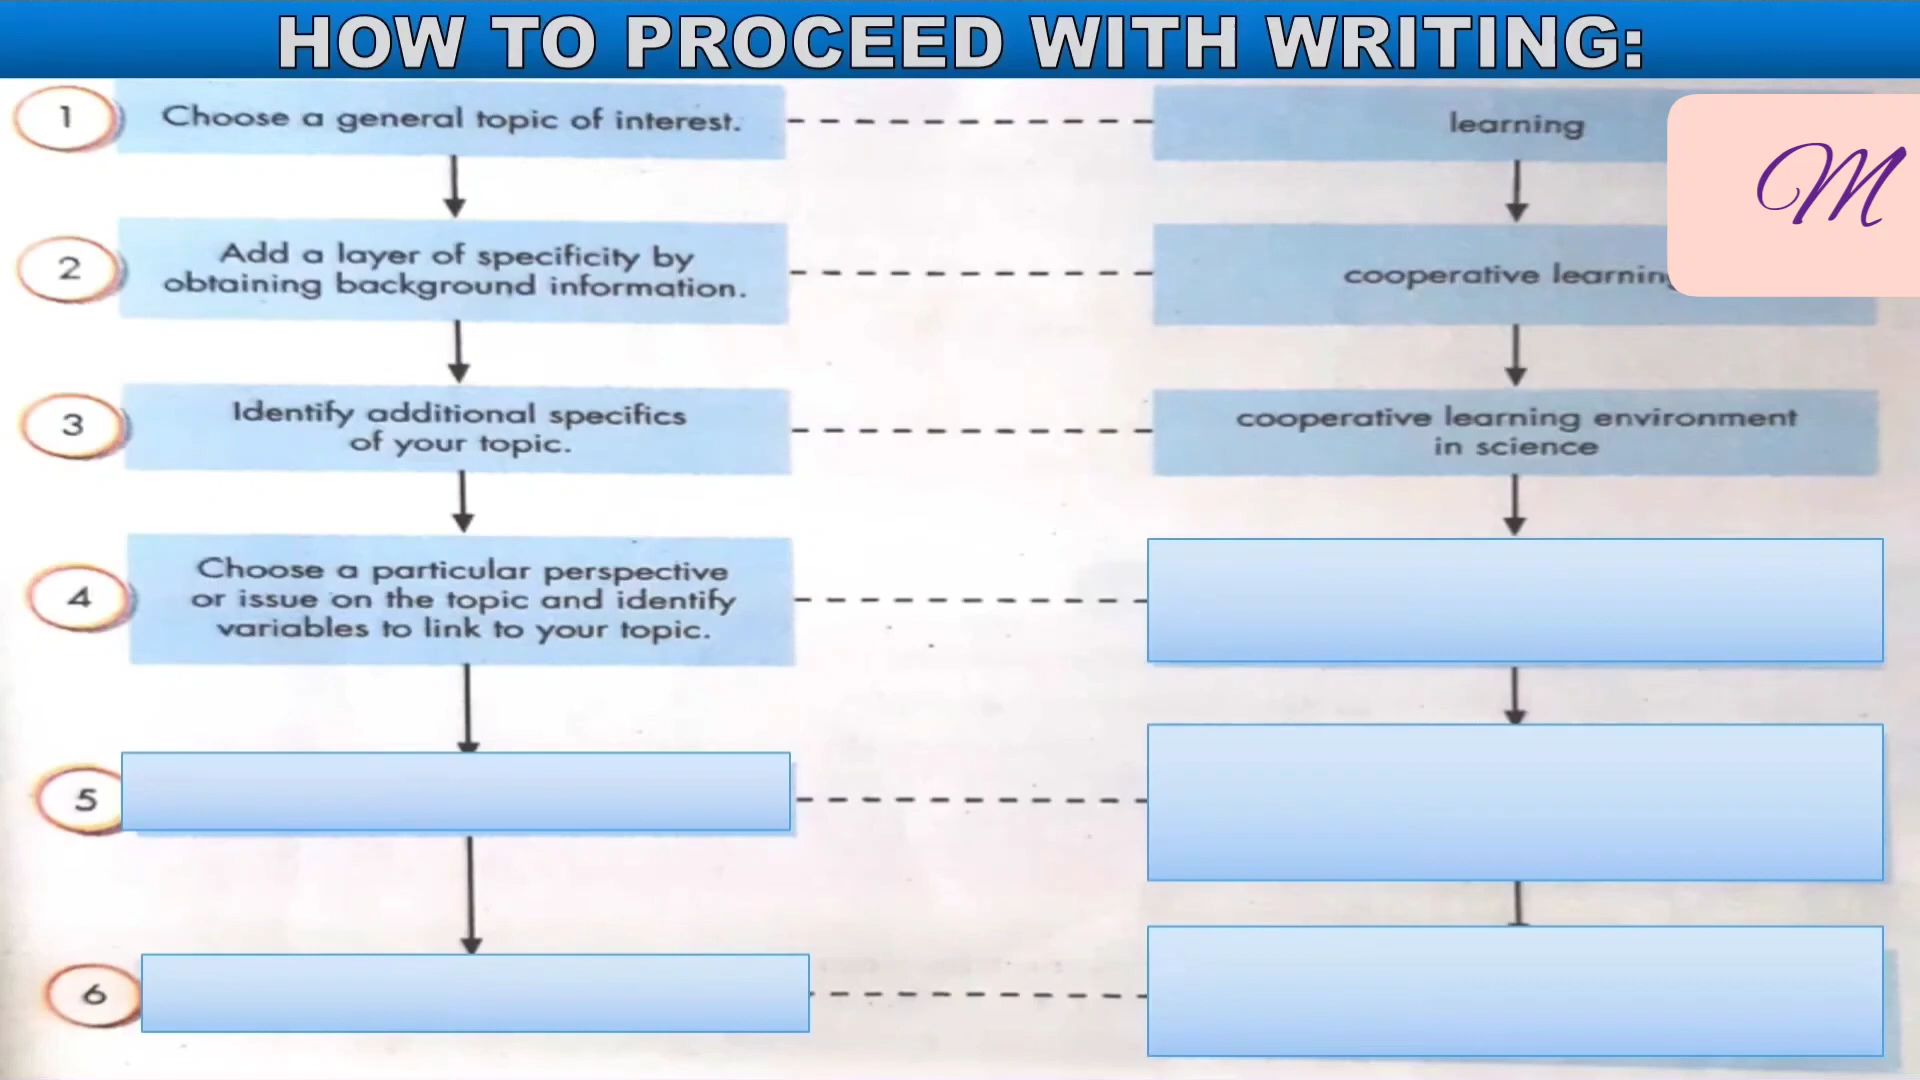 HOW TO PROCEED WITH WRITING:
1
Choose a general topic of interest.
learning
M
2
Add a layer of specificity by
obtaining background information.
cooperative learning
3
Identify additional specifics
of your topic.
cooperative learning environment
in science
4
Choose a particular perspective
or issue on the topic and identify
variables to link to your topic.
5
6